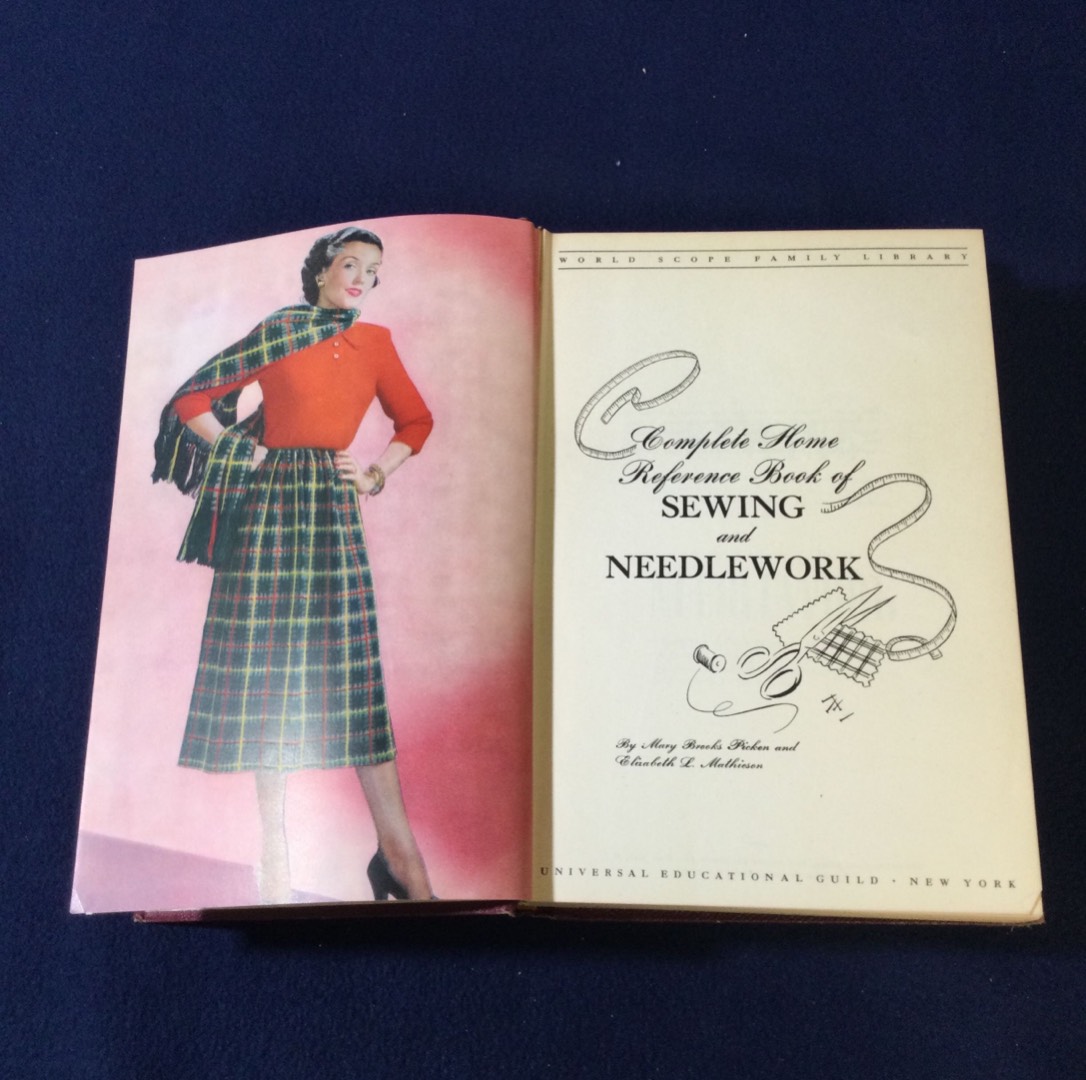 WORLD SCOPE FAMILY LIBRARY
Complete Home
Reference Book of
SEWING
and
NEEDLEWORK
By Mary Brooks Picken and
Elizabeth L. Mathieson
UNIVERSAL EDUCATIONAL GUILD · NEW YORK